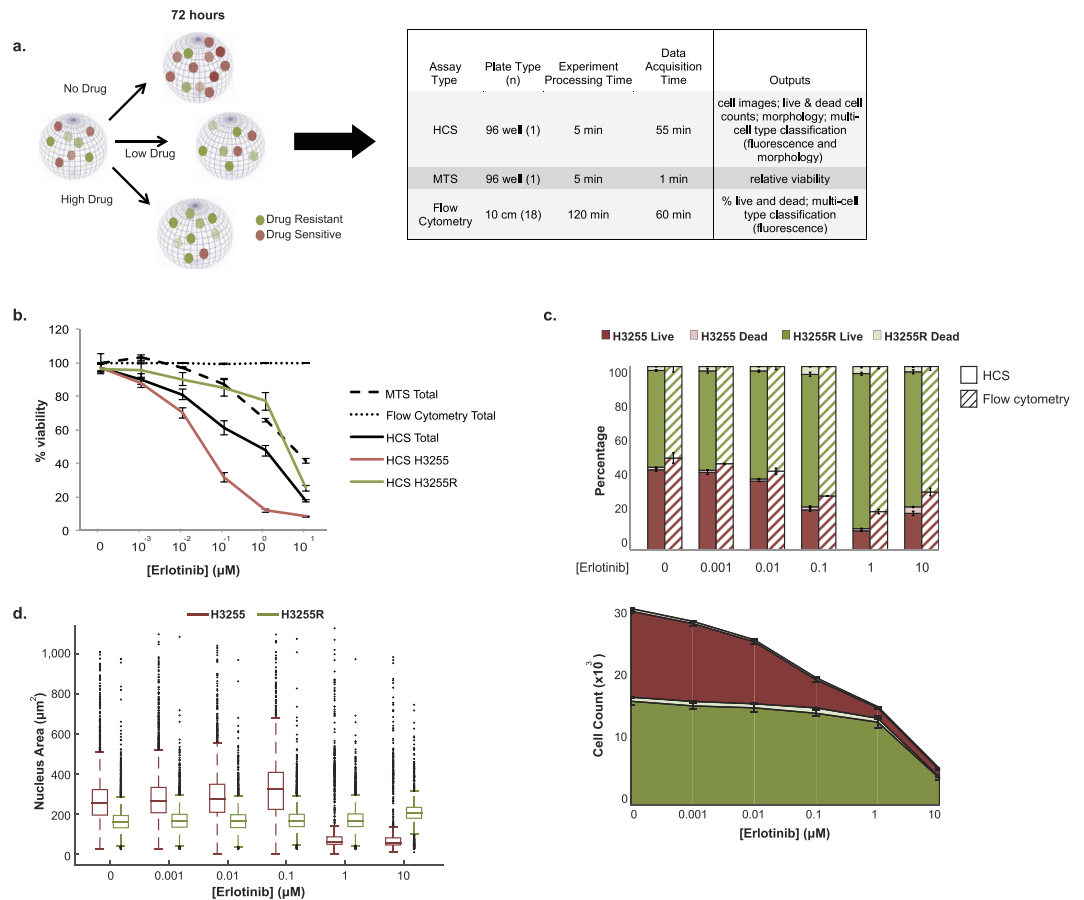 72 hours
a.
No Drug
Low Drug
High Drug
Drug Resistant
Drug Sensitive
Assay Type | Plate Type (n) | Experiment Processing Time | Data Acquisition Time | Outputs
HCS | 96 well (1) | 5 min | 55 min | cell images; live & dead cell counts; morphology; multi-cell type classification (fluorescence and morphology)
MTS | 96 well (1) | 5 min | 1 min | relative viability
Flow Cytometry | 10 cm (18) | 120 min | 60 min | % live and dead; multi-cell type classification (fluorescence)
b.
120
100
80
60
40
20
0
% viability
0 10⁻³ 10⁻² 10⁻¹ 10⁰ 10¹
[Erlotinib] (µM)
MTS Total
Flow Cytometry Total
HCS Total
HCS H3255
HCS H3255R
c.
H3255 Live H3255 Dead H3255R Live H3255R Dead
HCS
Flow cytometry
100
80
60
40
20
0
Percentage
[Erlotinib] 0 0.001 0.01 0.1 1 10
30
20
10
0
Cell Count (x10³)
0.001 0.01 0.1 1 10
[Erlotinib] (µM)
d.
H3255 H3255R
1,000
800
600
400
200
0
Nucleus Area (µm²)
0 0.001 0.01 0.1 1 10
[Erlotinib] (µM)